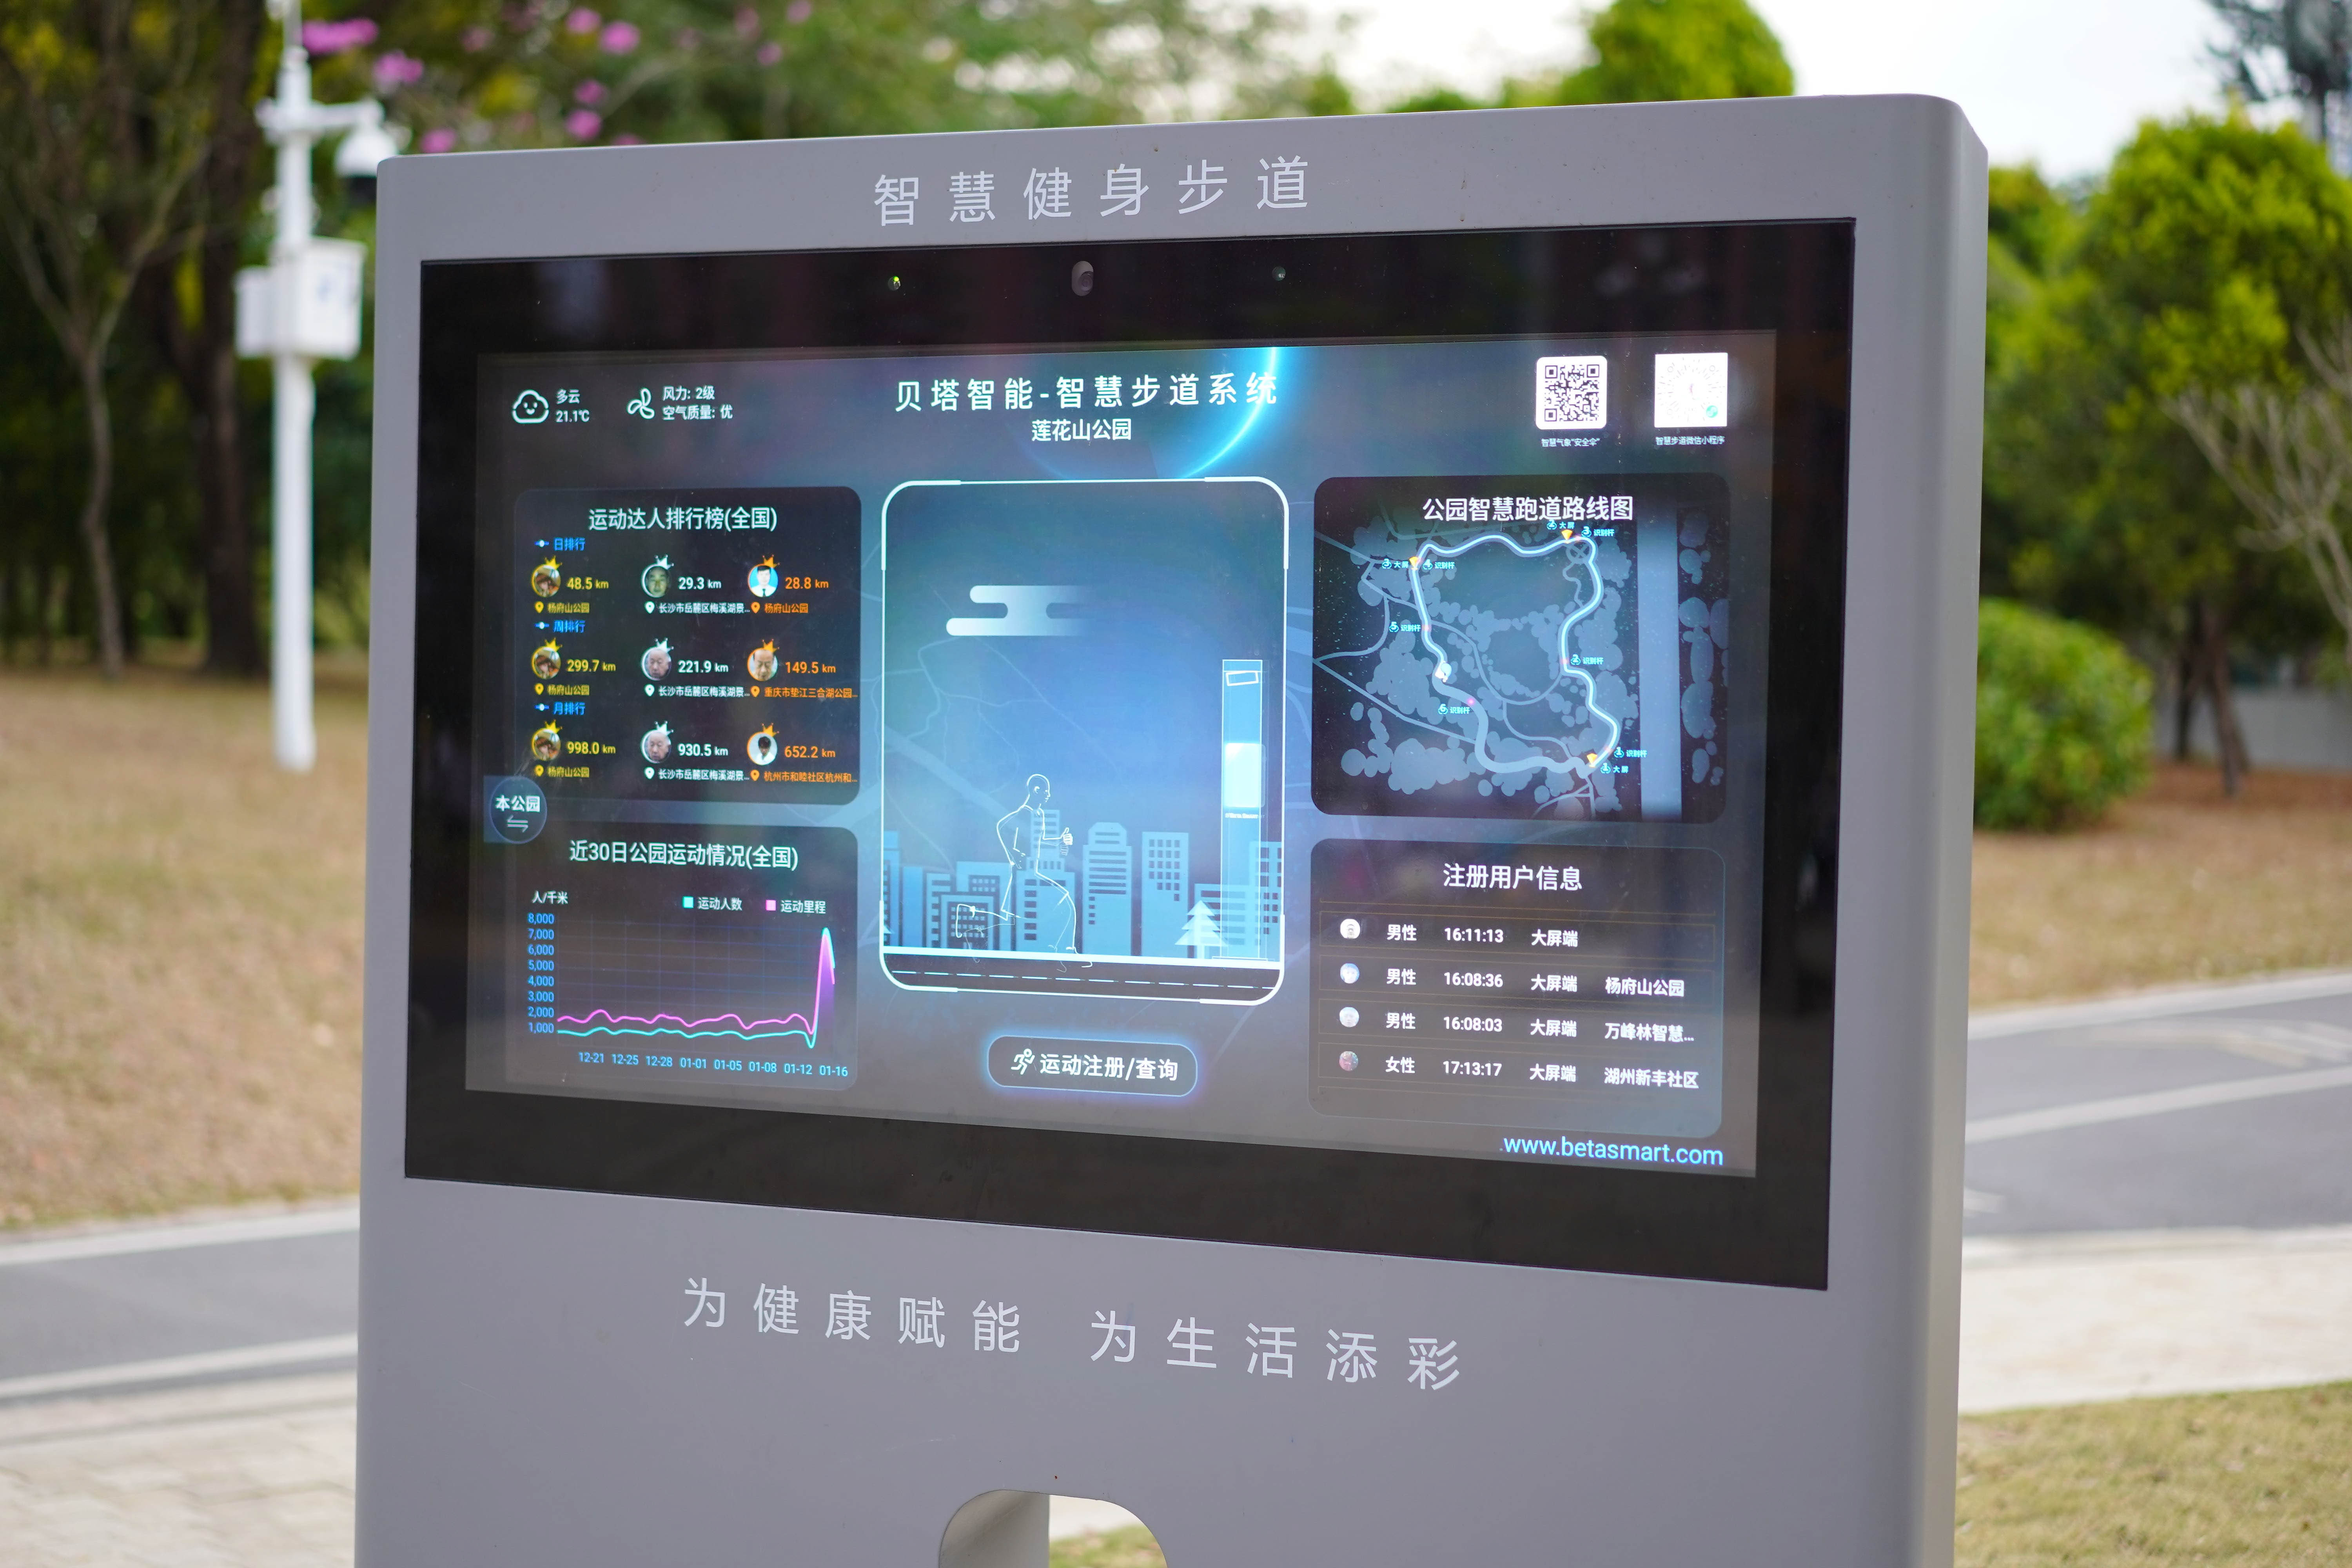 智慧健身步道
多云
21.1℃
风力: 2级
空气质量: 优
贝塔智能-智慧步道系统
莲花山公园
智慧气象"安全伞"
智慧步道微信小程序
运动达人排行榜(全国)
日排行
48.5 km
29.3 km
28.8 km
杨府山公园
长沙市岳麓区梅溪湖景...
杨府山公园
周排行
299.7 km
221.9 km
149.5 km
杨府山公园
长沙市岳麓区梅溪湖景...
重庆市垫江三合湖公园...
月排行
998.0 km
930.5 km
652.2 km
杨府山公园
长沙市岳麓区梅溪湖景...
杭州市和睦社区杭州和...
本公园
近30日公园运动情况(全国)
人/千米
运动人数
运动里程
8,000
7,000
6,000
5,000
4,000
3,000
2,000
1,000
12-21 12-25 12-28 01-01 01-05 01-08 01-12 01-16
运动注册/查询
公园智慧跑道路线图
2 大屏
3 识别杆
3 大屏
4 识别杆
5 识别杆
2 识别杆
6 识别杆
1 识别杆
1 大屏
注册用户信息
男性 16:11:13 大屏端
男性 16:08:36 大屏端 杨府山公园
男性 16:08:03 大屏端 万峰林智慧...
女性 17:13:17 大屏端 湖州新丰社区
www.betasmart.com
为健康赋能 为生活添彩